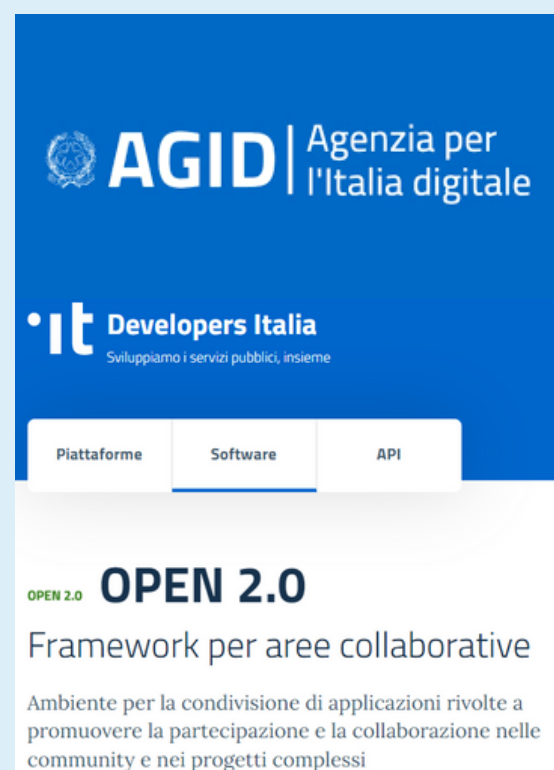 AGID
Agenzia per
l'Italia digitale
Developers Italia
Sviluppiamo i servizi pubblici, insieme
Piattaforme Software API
OPEN 2.0 OPEN 2.0
Framework per aree collaborative
Ambiente per la condivisione di applicazioni rivolte a
promuovere la partecipazione e la collaborazione nelle
community e nei progetti complessi